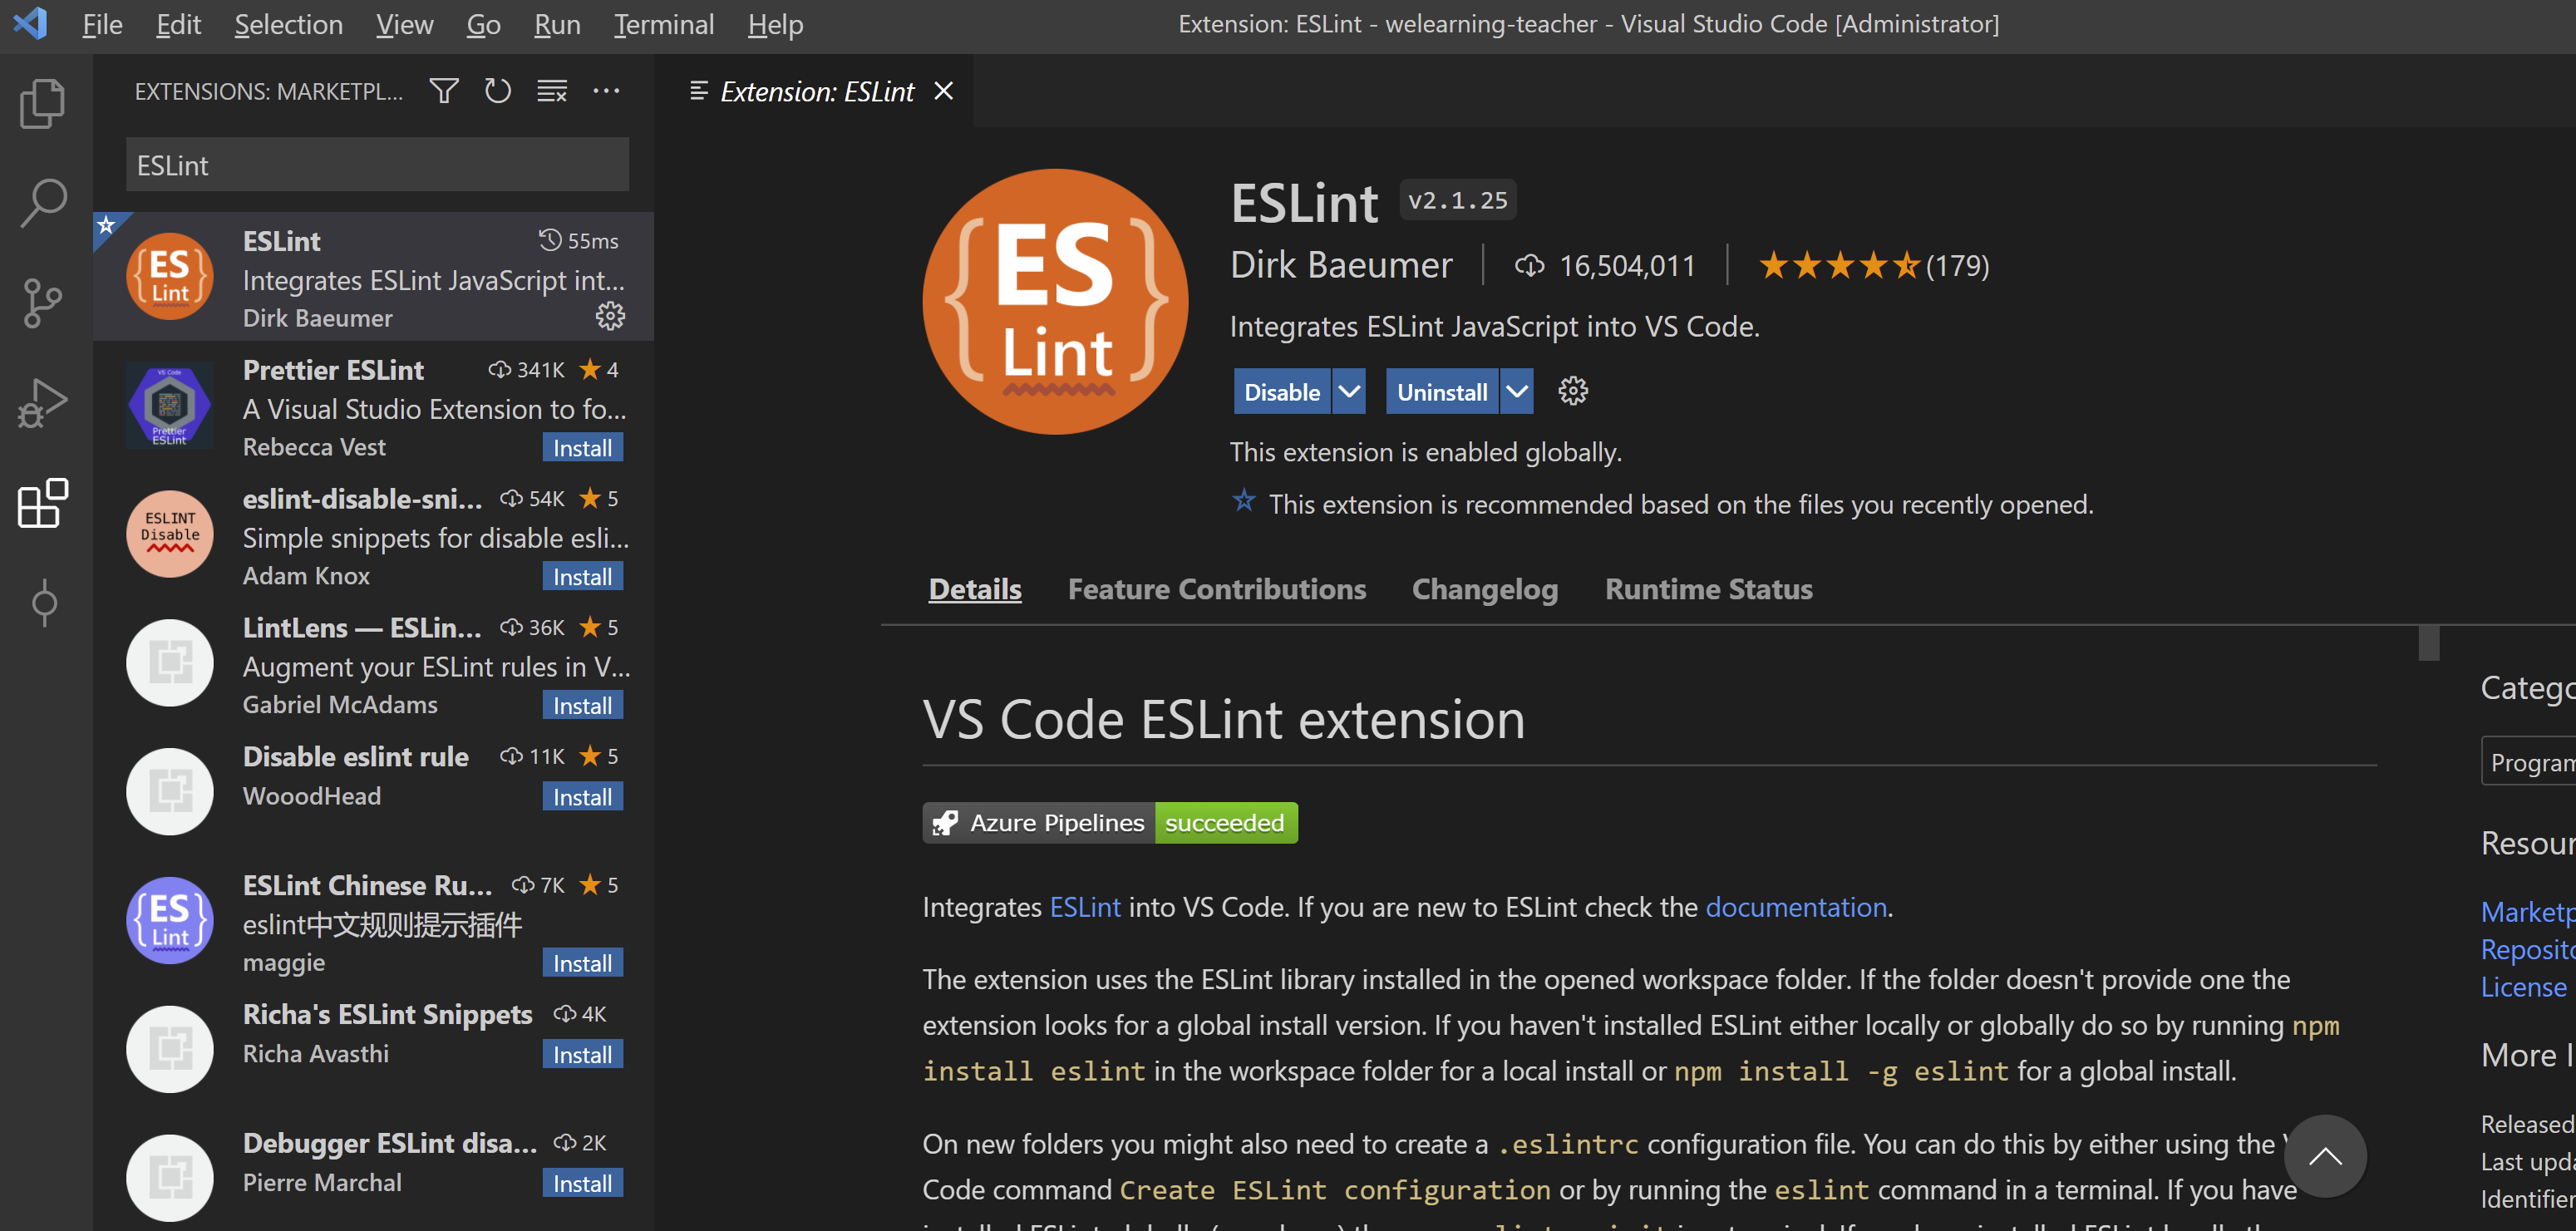 File Edit Selection View Go Run Terminal Help
Extension: ESLint - welearning-teacher - Visual Studio Code [Administrator]
EXTENSIONS: MARKETPL...
ESLint
ESLint 55ms
Integrates ESLint JavaScript int...
Dirk Baeumer
Prettier ESLint 341K 4
A Visual Studio Extension to fo...
Rebecca Vest Install
eslint-disable-sni... 54K 5
Simple snippets for disable esli...
Adam Knox Install
LintLens — ESLin... 36K 5
Augment your ESLint rules in V...
Gabriel McAdams Install
Disable eslint rule 11K 5
WooodHead Install
ESLint Chinese Ru... 7K 5
eslint中文规则提示插件
maggie Install
Richa's ESLint Snippets 4K
Richa Avasthi Install
Debugger ESLint disa... 2K
Pierre Marchal Install
{ES
Lint}
VS Code
Prettier
ESLint
ESLINT
Disable
{ES
Lint}
Extension: ESLint
{ES
Lint}
ESLint v2.1.25
Dirk Baeumer 16,504,011 (179)
Integrates ESLint JavaScript into VS Code.
Disable Uninstall
This extension is enabled globally.
This extension is recommended based on the files you recently opened.
Details Feature Contributions Changelog Runtime Status
VS Code ESLint extension
Azure Pipelines succeeded
Integrates ESLint into VS Code. If you are new to ESLint check the documentation.
The extension uses the ESLint library installed in the opened workspace folder. If the folder doesn't provide one the
extension looks for a global install version. If you haven't installed ESLint either locally or globally do so by running npm
install eslint in the workspace folder for a local install or npm install -g eslint for a global install.
On new folders you might also need to create a .eslintrc configuration file. You can do this by either using the
Code command Create ESLint configuration or by running the eslint command in a terminal. If you have
Catego
Program
Resour
Marketp
Reposito
License
More I
Released
Last upda
Identifier